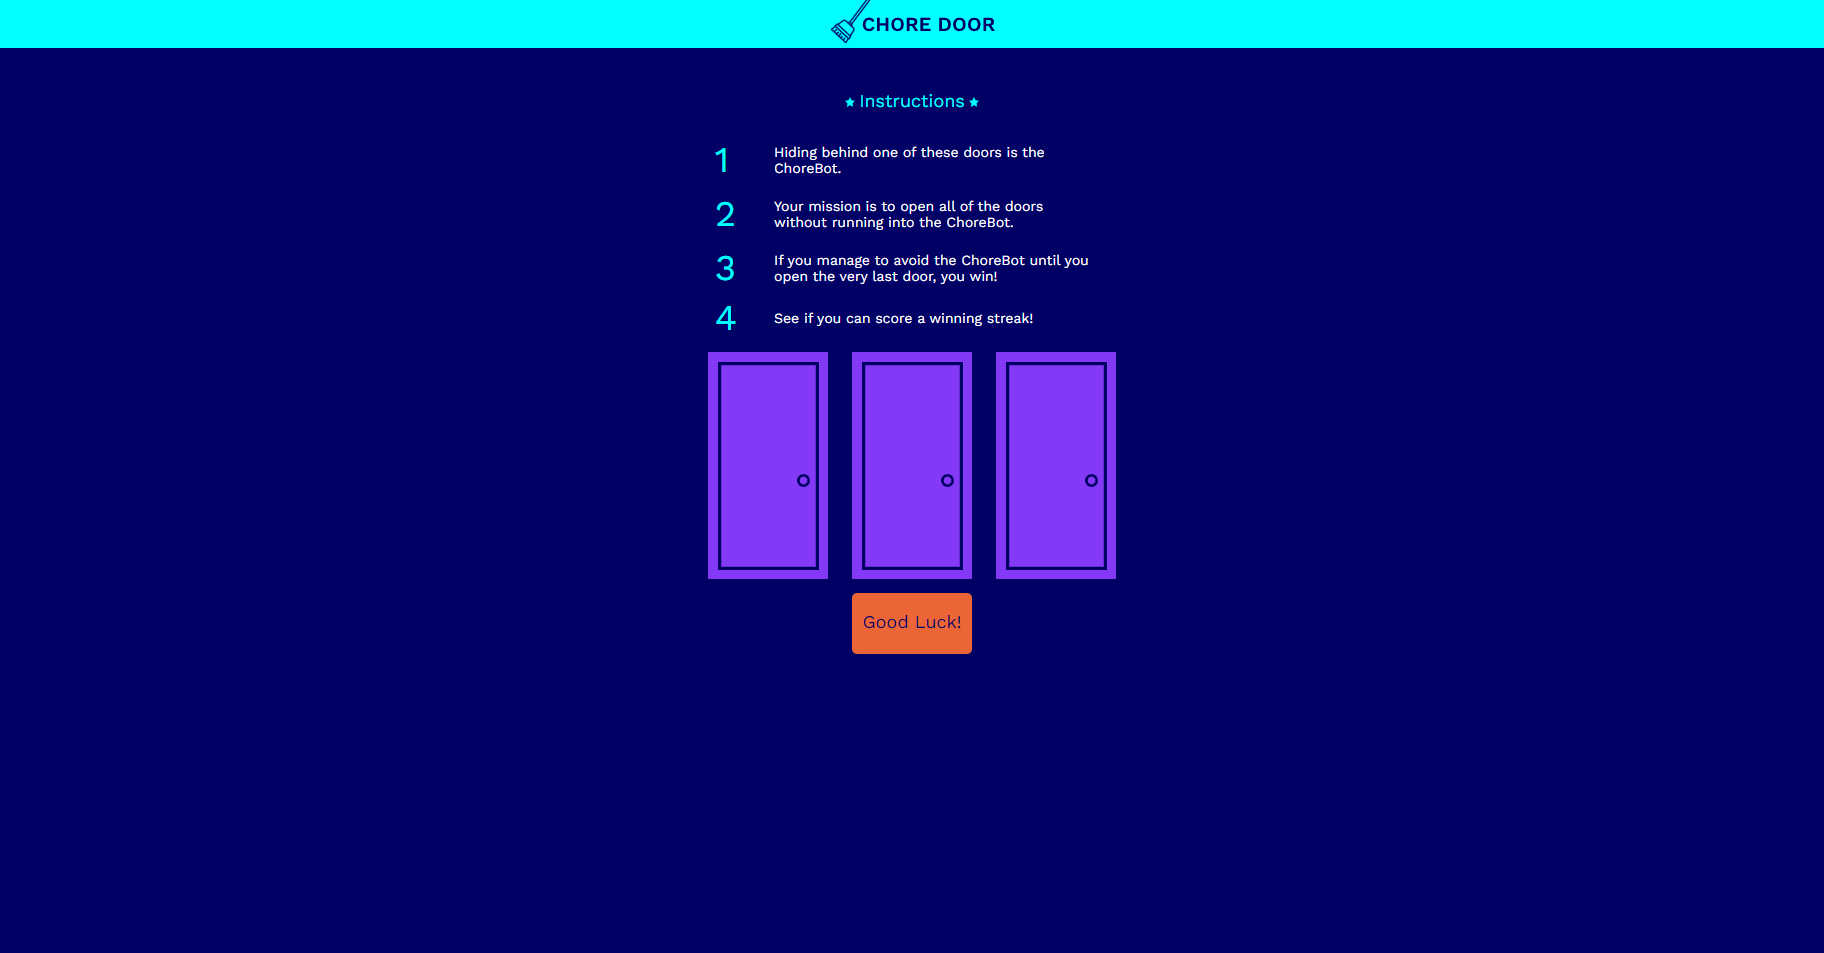 CHORE DOOR
Instructions
1
Hiding behind one of these doors is the
ChoreBot.
2
Your mission is to open all of the doors
without running into the ChoreBot.
3
If you manage to avoid the ChoreBot until you
open the very last door, you win!
4
See if you can score a winning streak!
Good Luck!